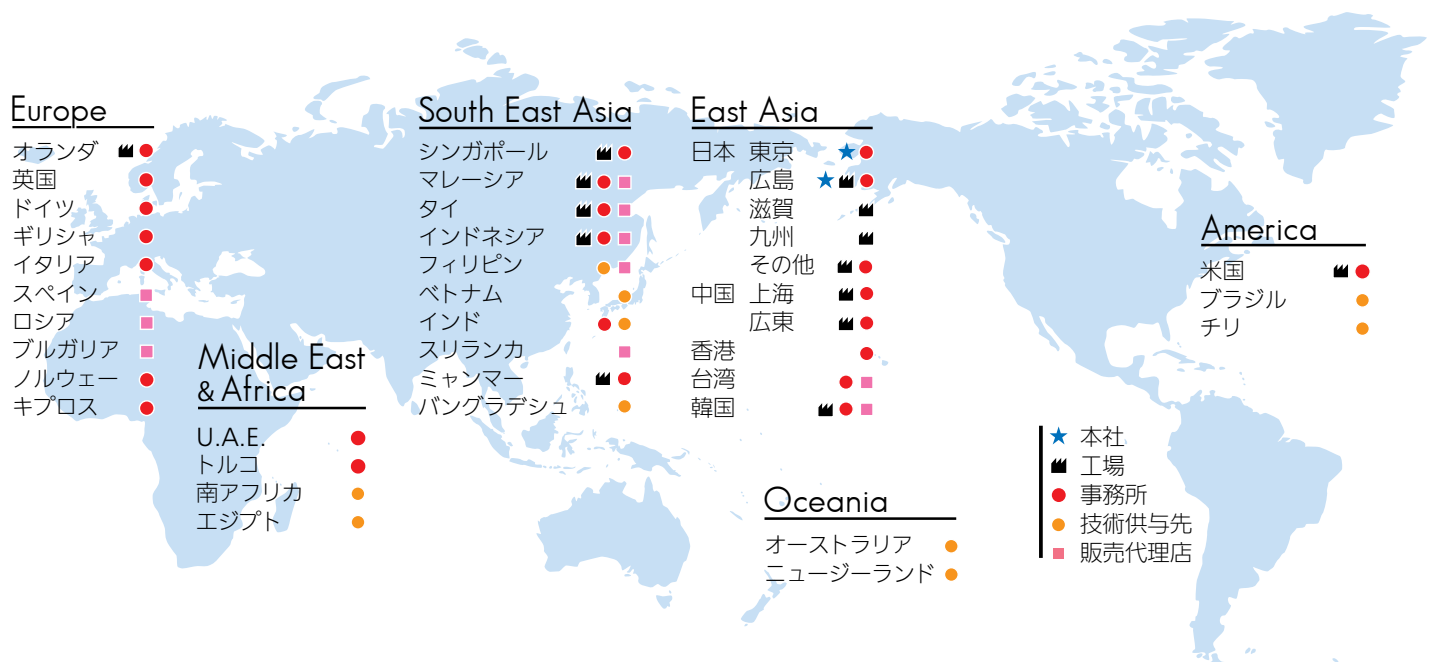 Europe
オランダ
英国
ドイツ
ギリシャ
イタリア
スペイン
ロシア
ブルガリア
ノルウェー
キプロス
Middle East
& Africa
U.A.E.
トルコ
南アフリカ
エジプト
South East Asia
シンガポール
マレーシア
タイ
インドネシア
フィリピン
ベトナム
インド
スリランカ
ミャンマー
バングラデシュ
East Asia
日本 東京
広島
滋賀
九州
その他
中国 上海
広東
香港
台湾
韓国
Oceania
オーストラリア
ニュージーランド
America
米国
ブラジル
チリ
本社
工場
事務所
技術供与先
販売代理店